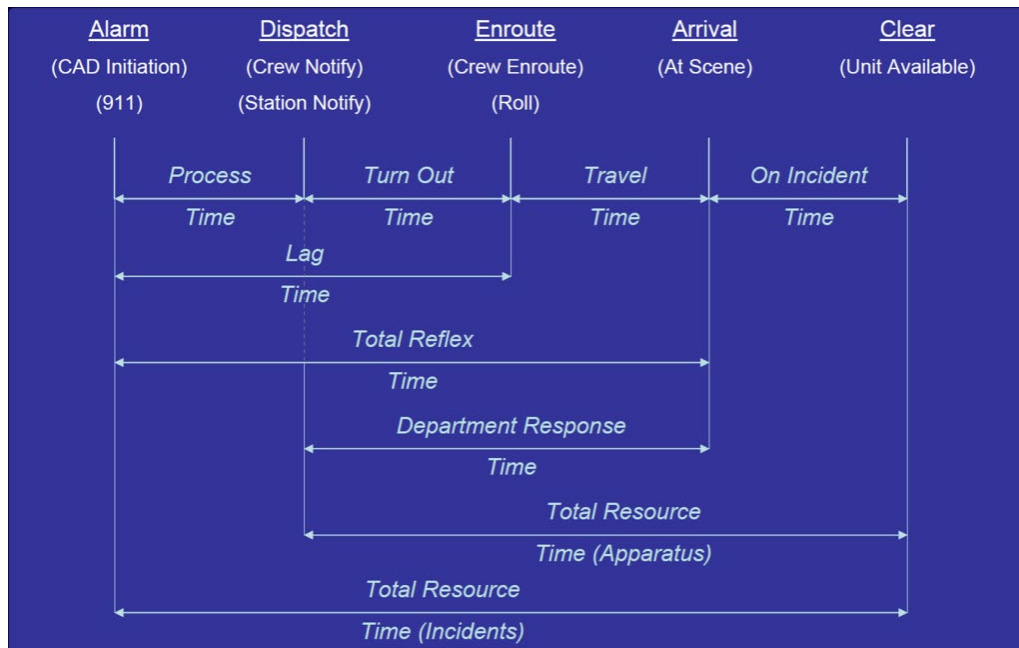 Alarm Dispatch Enroute Arrival Clear
(CAD Initiation) (Crew Notify) (Crew Enroute) (At Scene) (Unit Available)
(911) (Station Notify) (Roll)
Process Turn Out Travel On Incident
Time Time Time Time
Lag
Time
Total Reflex
Time
Department Response
Time
Total Resource
Time (Apparatus)
Total Resource
Time (Incidents)